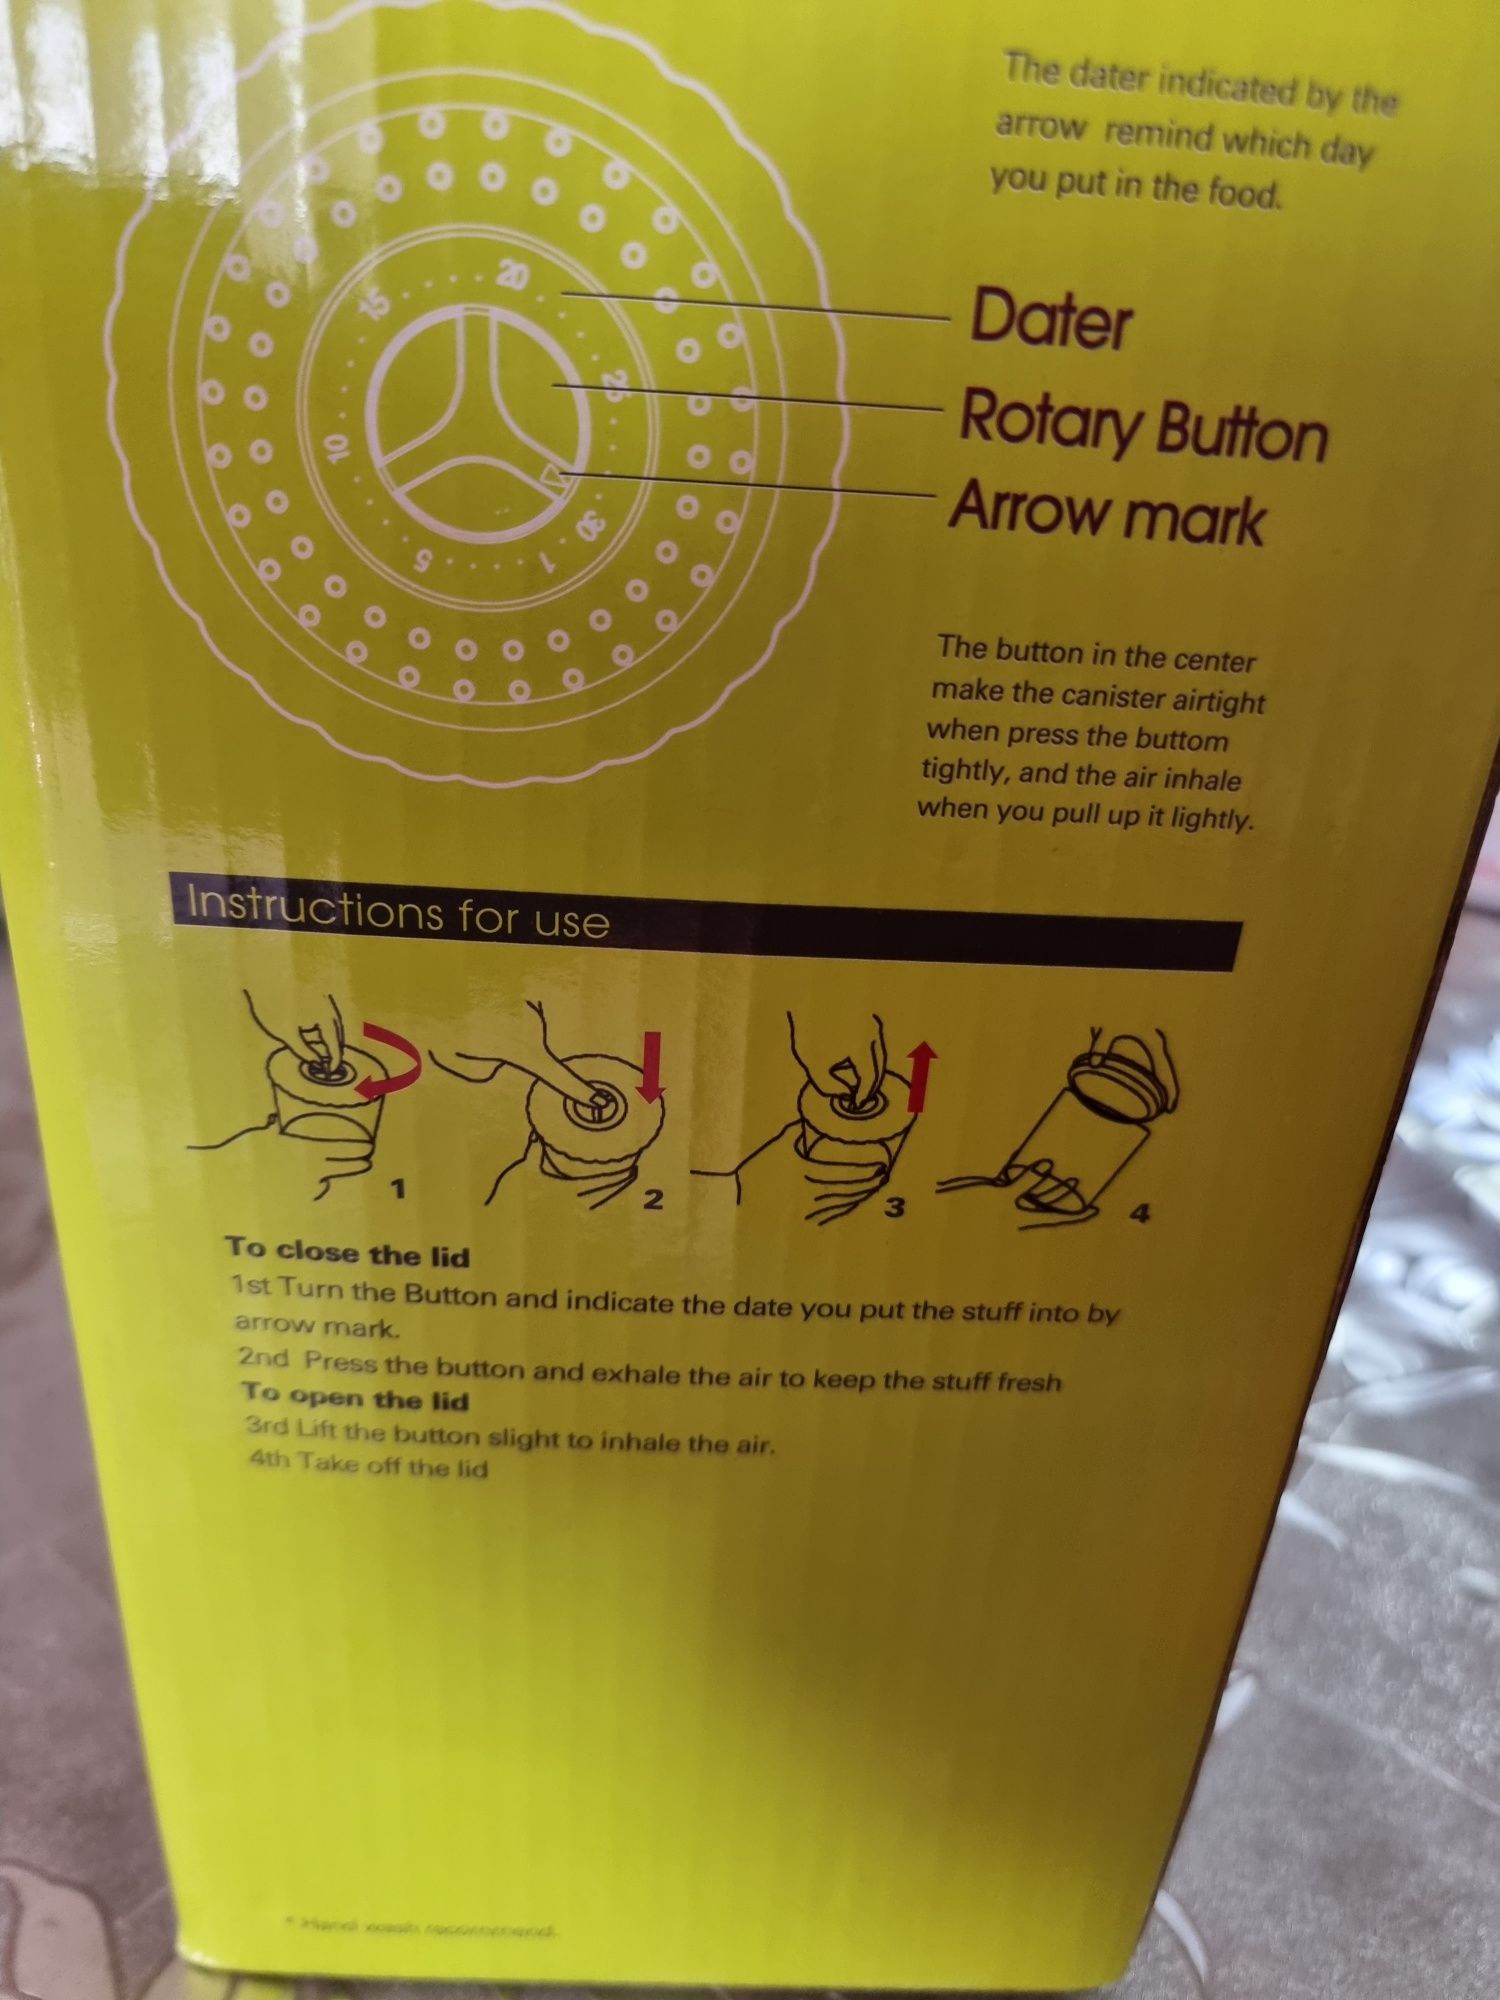 The dater indicated by the
arrow remind which day
you put in the food.
20
15
25
10
30
1
5
Dater
Rotary Button
Arrow mark
The button in the center
make the canister airtight
when press the buttom
tightly, and the air inhale
when you pull up it lightly.
Instructions for use
1
2
3
4
To close the lid
1st Turn the Button and indicate the date you put the stuff into by
arrow mark.
2nd Press the button and exhale the air to keep the stuff fresh
To open the lid
3rd Lift the button slight to inhale the air.
4th Take off the lid
* Hand wash recommend.